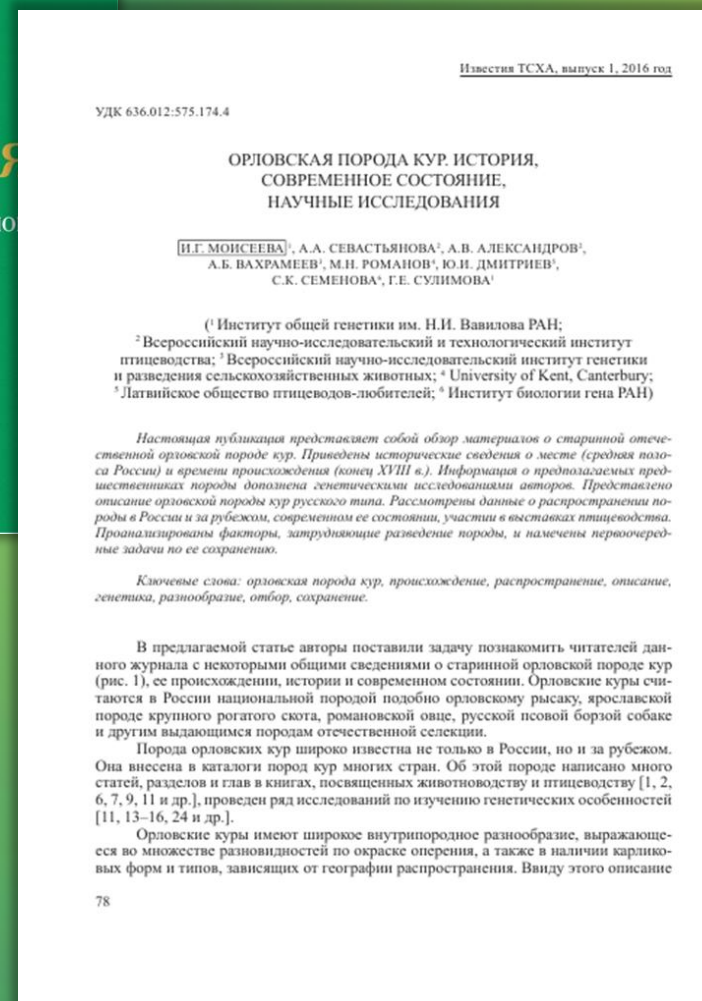 Я
Известия ТСХА, выпуск 1, 2016 год
УДК 636.012:575.174.4
ОРЛОВСКАЯ ПОРОДА КУР. ИСТОРИЯ,
СОВРЕМЕННОЕ СОСТОЯНИЕ,
НАУЧНЫЕ ИССЛЕДОВАНИЯ
И.Г. МОИСЕЕВА¹, А.А. СЕВАСТЬЯНОВА², А.В. АЛЕКСАНДРОВ²,
А.Б. ВАХРАМЕЕВ³, М.Н. РОМАНОВ⁴, Ю.И. ДМИТРИЕВ⁵,
С.К. СЕМЕНОВА⁶, Г.Е. СУЛИМОВА¹
(¹ Институт общей генетики им. Н.И. Вавилова РАН;
² Всероссийский научно-исследовательский и технологический институт
птицеводства; ³ Всероссийский научно-исследовательский институт генетики
и разведения сельскохозяйственных животных; ⁴ University of Kent, Canterbury;
⁵ Латвийское общество птицеводов-любителей; ⁶ Институт биологии гена РАН)
Настоящая публикация представляет собой обзор материалов о старинной отече-
ственной орловской породе кур. Приведены исторические сведения о месте (средняя поло-
са России) и времени происхождения (конец XVIII в.). Информация о предполагаемых пред-
шественниках породы дополнена генетическими исследованиями авторов. Представлено
описание орловской породы кур русского типа. Рассмотрены данные о распространении по-
роды в России и за рубежом, современном ее состоянии, участии в выставках птицеводства.
Проанализированы факторы, затрудняющие разведение породы, и намечены первоочеред-
ные задачи по ее сохранению.
Ключевые слова: орловская порода кур, происхождение, распространение, описание,
генетика, разнообразие, отбор, сохранение.
В предлагаемой статье авторы поставили задачу познакомить читателей дан-
ного журнала с некоторыми общими сведениями о старинной орловской породе кур
(рис. 1), ее происхождении, истории и современном состоянии. Орловские куры счи-
таются в России национальной породой подобно орловскому рысаку, ярославской
породе крупного рогатого скота, романовской овце, русской псовой борзой собаке
и другим выдающимся породам отечественной селекции.
Порода орловских кур широко известна не только в России, но и за рубежом.
Она внесена в каталоги пород кур многих стран. Об этой породе написано много
статей, разделов и глав в книгах, посвященных животноводству и птицеводству [1, 2,
6, 7, 9, 11 и др.], проведен ряд исследований по изучению генетических особенностей
[11, 13–16, 24 и др.].
Орловские куры имеют широкое внутрипородное разнообразие, выражающе-
еся во множестве разновидностей по окраске оперения, а также в наличии карлико-
вых форм и типов, зависящих от географии распространения. Ввиду этого описание
78